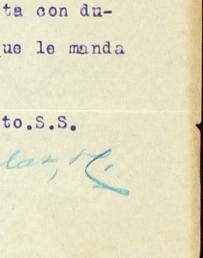 ta con du-
ue le manda
to.S.S.